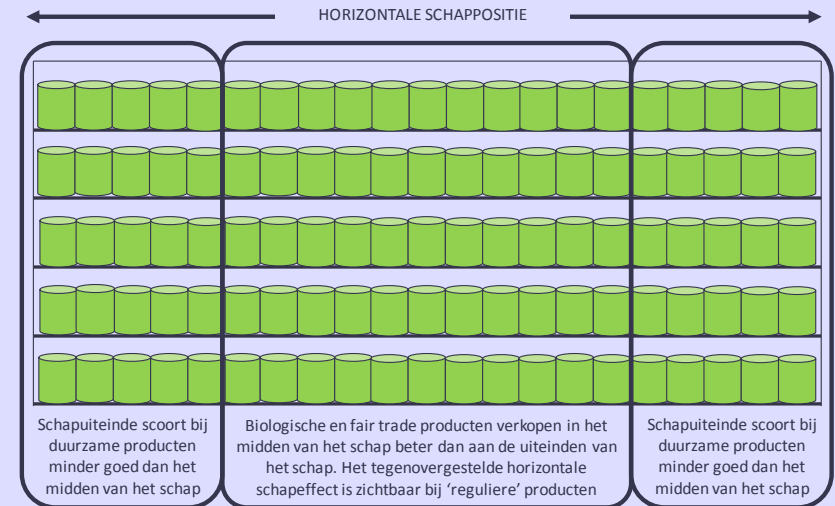 HORIZONTALE SCHAPPOSITIE
Schapuiteinde scoort bij
duurzame producten
minder goed dan het
midden van het schap
Biologische en fair trade producten verkopen in het
midden van het schap beter dan aan de uiteinden van
het schap. Het tegenovergestelde horizontale
schapeffect is zichtbaar bij ‘reguliere’ producten
Schapuiteinde scoort bij
duurzame producten
minder goed dan het
midden van het schap